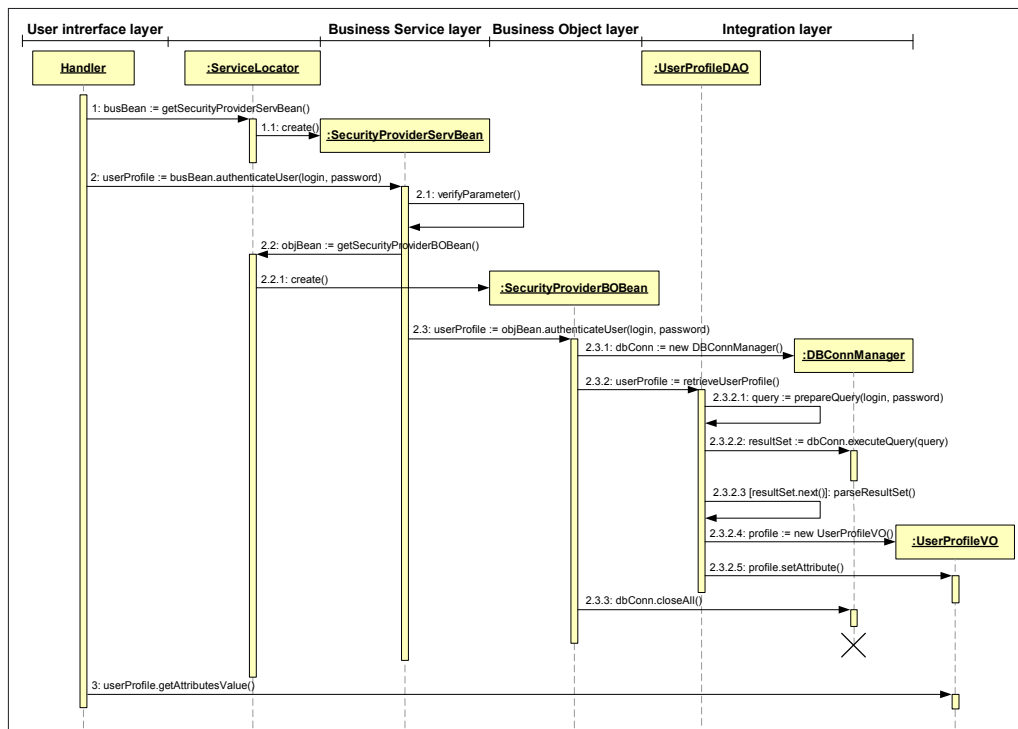 User intrerface layer
Business Service layer
Business Object layer
Integration layer
Handler
:ServiceLocator
:UserProfileDAO
1: busBean := getSecurityProviderServBean()
1.1: create()
:SecurityProviderServBean
2: userProfile := busBean.authenticateUser(login, password)
2.1: verifyParameter()
2.2: objBean := getSecurityProviderBOBean()
2.2.1: create()
:SecurityProviderBOBean
2.3: userProfile := objBean.authenticateUser(login, password)
2.3.1: dbConn := new DBConnManager()
:DBConnManager
2.3.2: userProfile := retrieveUserProfile()
2.3.2.1: query := prepareQuery(login, password)
2.3.2.2: resultSet := dbConn.executeQuery(query)
2.3.2.3 [resultSet.next()]: parseResultSet()
2.3.2.4: profile := new UserProfileVO()
:UserProfileVO
2.3.2.5: profile.setAttribute()
2.3.3: dbConn.closeAll()
3: userProfile.getAttributesValue()